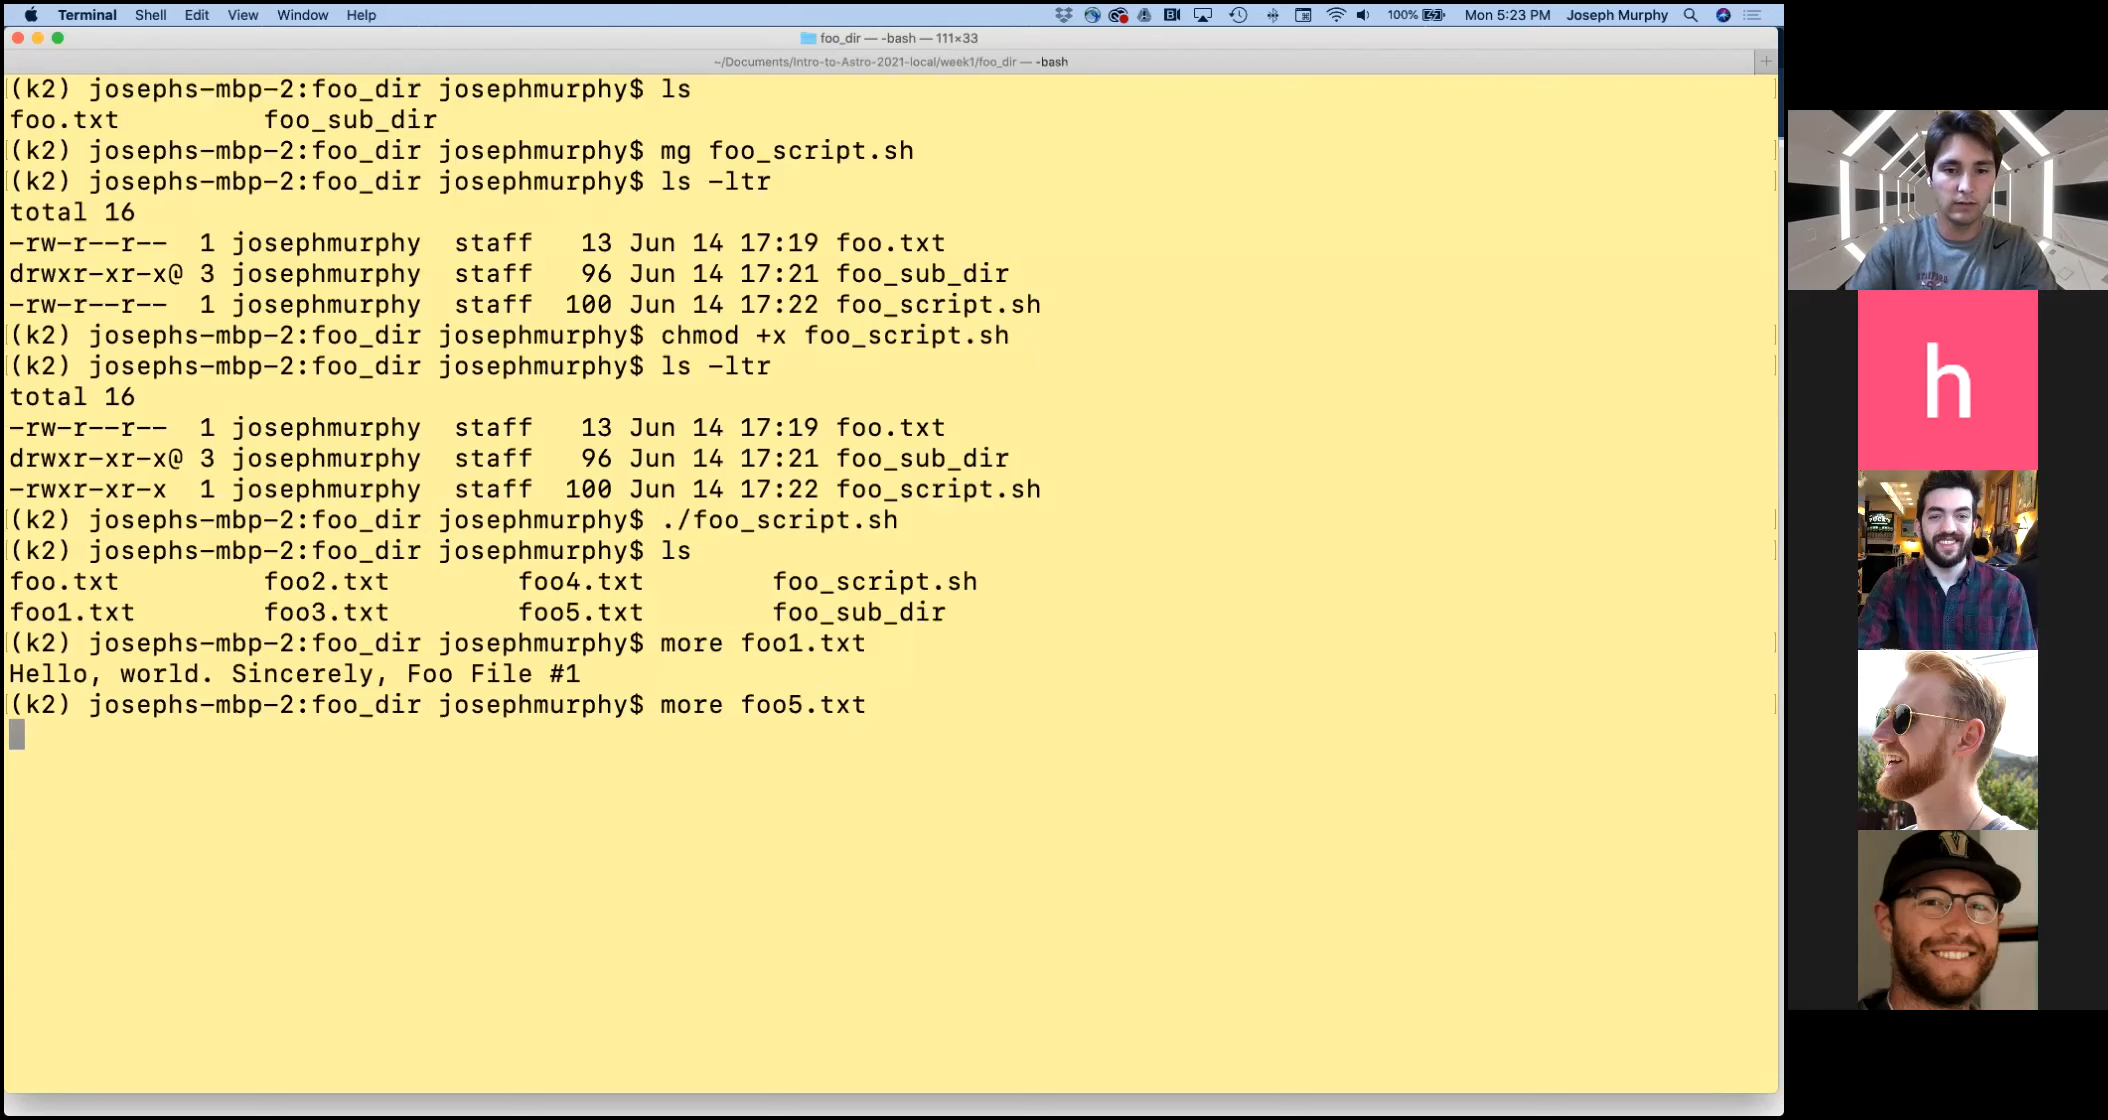 Terminal Shell Edit View Window Help 100% Mon 5:23 PM Joseph Murphy
foo_dir — -bash — 111×33
~/Documents/Intro-to-Astro-2021-local/week1/foo_dir — -bash
(k2) josephs-mbp-2:foo_dir josephmurphy$ ls
foo.txt foo_sub_dir
(k2) josephs-mbp-2:foo_dir josephmurphy$ mg foo_script.sh
(k2) josephs-mbp-2:foo_dir josephmurphy$ ls -ltr
total 16
-rw-r--r-- 1 josephmurphy staff 13 Jun 14 17:19 foo.txt
drwxr-xr-x@ 3 josephmurphy staff 96 Jun 14 17:21 foo_sub_dir
-rw-r--r-- 1 josephmurphy staff 100 Jun 14 17:22 foo_script.sh
(k2) josephs-mbp-2:foo_dir josephmurphy$ chmod +x foo_script.sh
(k2) josephs-mbp-2:foo_dir josephmurphy$ ls -ltr
total 16
-rw-r--r-- 1 josephmurphy staff 13 Jun 14 17:19 foo.txt
drwxr-xr-x@ 3 josephmurphy staff 96 Jun 14 17:21 foo_sub_dir
-rwxr-xr-x 1 josephmurphy staff 100 Jun 14 17:22 foo_script.sh
(k2) josephs-mbp-2:foo_dir josephmurphy$ ./foo_script.sh
(k2) josephs-mbp-2:foo_dir josephmurphy$ ls
foo.txt foo2.txt foo4.txt foo_script.sh
foo1.txt foo3.txt foo5.txt foo_sub_dir
(k2) josephs-mbp-2:foo_dir josephmurphy$ more foo1.txt
Hello, world. Sincerely, Foo File #1
(k2) josephs-mbp-2:foo_dir josephmurphy$ more foo5.txt
h
V